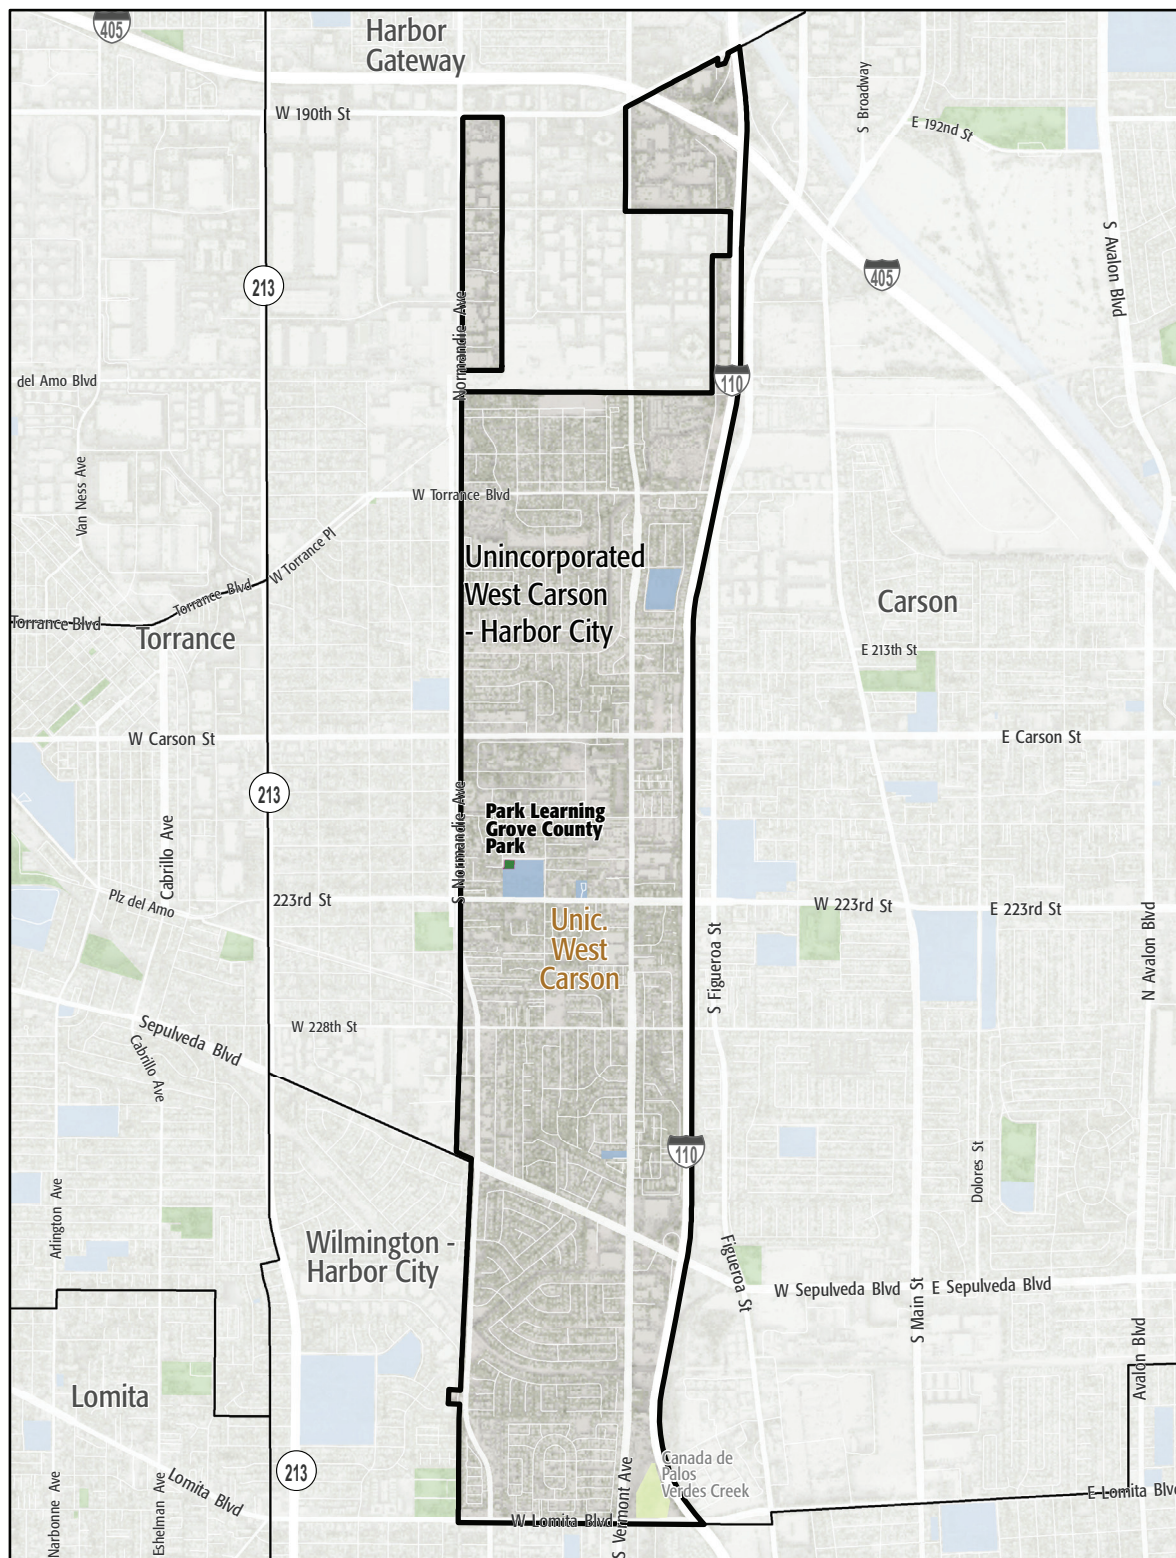 405
Harbor
Gateway
W 190th St
S Broadway
E 192nd St
S Avalon Blvd
213
405
Normandie Ave
del Amo Blvd
110
Van Ness Ave
W Torrance Blvd
W Torrance Pl
Unincorporated
West Carson
- Harbor City
Torrance Blvd
Torrance Blvd
Carson
Torrance
E 213th St
W Carson St
E Carson St
213
S Normandie Ave
Park Learning
Grove County
Park
Cabrillo Ave
Plz del Amo
223rd St
W 223rd St
E 223rd St
Unic.
West
Carson
S Figueroa St
N Avalon Blvd
Sepulveda Blvd
W 228th St
Cabrillo Ave
110
Dolores St
Arlington Ave
Wilmington -
Harbor City
Figueroa St
W Sepulveda Blvd
E Sepulveda Blvd
S Main St
Avalon Blvd
Lomita
213
Canada de
Palos
Verdes Creek
Narbonne Ave
Eshelman Ave
Lomita Blvd
W Lomita Blvd
S Vermont Ave
E Lomita Blvd